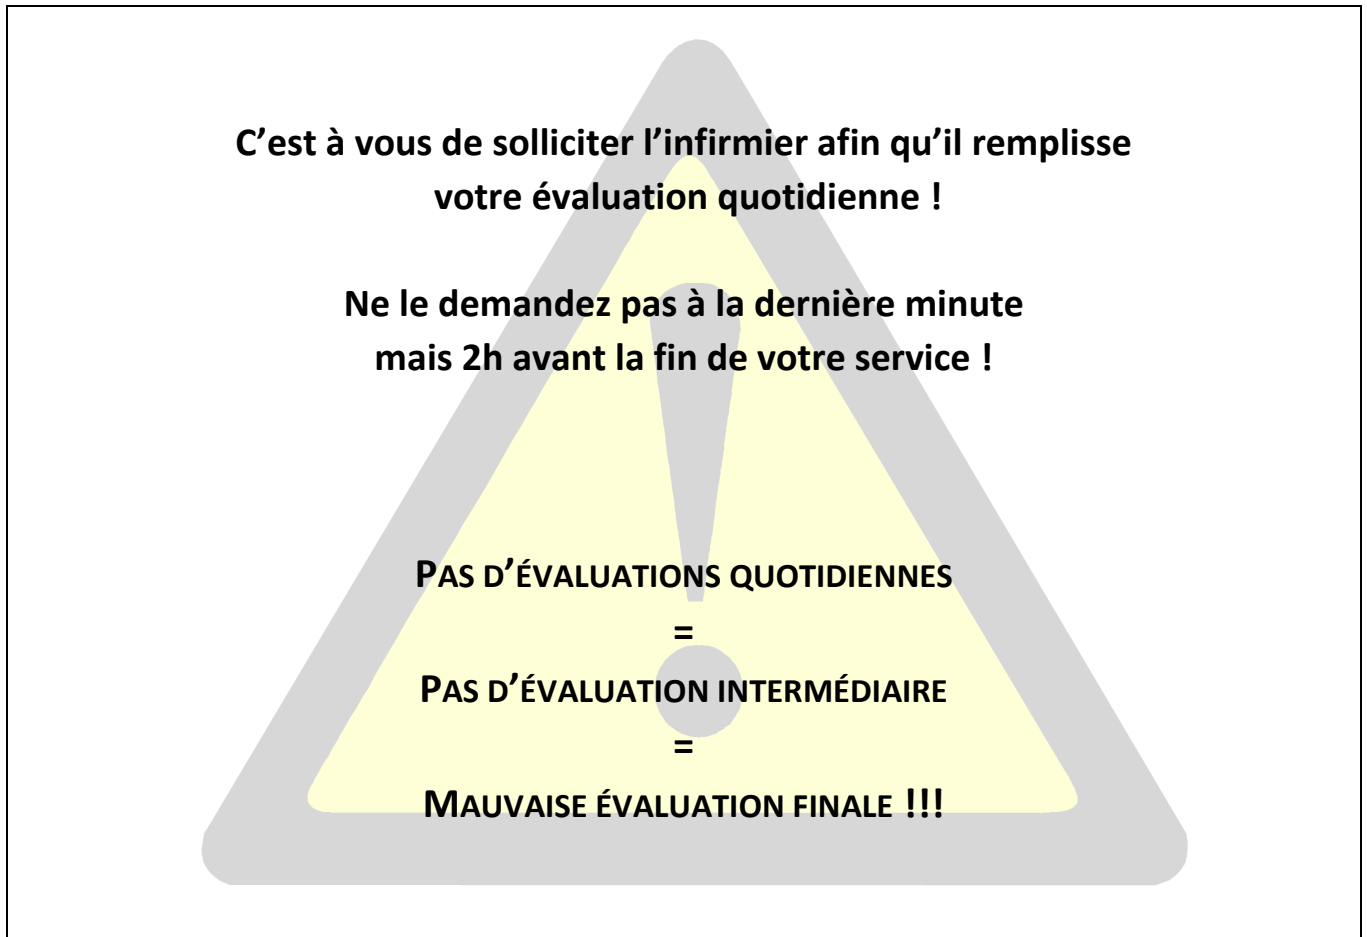 C’est à vous de solliciter l’infirmier afin qu’il remplisse
votre évaluation quotidienne !
Ne le demandez pas à la dernière minute
mais 2h avant la fin de votre service !
PAS D’ÉVALUATIONS QUOTIDIENNES
=
PAS D’ÉVALUATION INTERMÉDIAIRE
=
MAUVAISE ÉVALUATION FINALE !!!